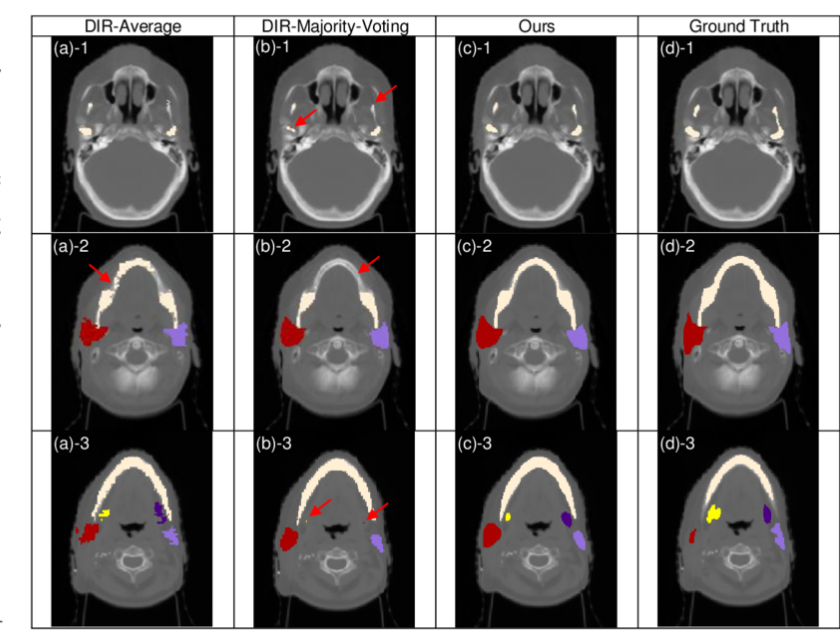 DIR-Average DIR-Majority-Voting Ours Ground Truth
(a)-1 (b)-1 (c)-1 (d)-1
(a)-2 (b)-2 (c)-2 (d)-2
(a)-3 (b)-3 (c)-3 (d)-3